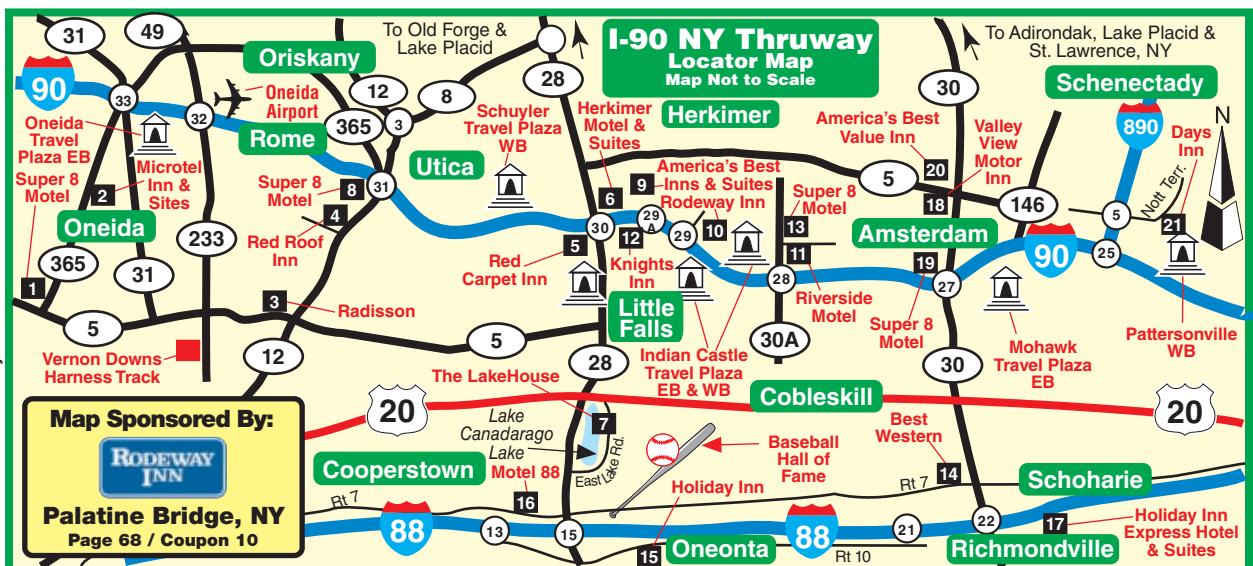 31
49
To Old Forge &
Lake Placid
I-90 NY Thruway
Locator Map
Map Not to Scale
To Adirondak, Lake Placid &
St. Lawrence, NY
Oriskany
Schenectady
90
33
32
Oneida
Airport
12
8
28
30
890
N
Oneida
Travel
Plaza EB
Super 8
Motel
Microtel
Inn &
Sites
2
Rome
365
3
Schuyler
Travel Plaza
WB
Herkimer
Motel &
Suites
Herkimer
America's Best
Value Inn
20
Valley
View
Motor
Inn
Days
Inn
Utica
31
Super 8
Motel
8
4
Red Roof
Inn
6
9
America's Best
Inns & Suites
Rodeway Inn
5
18
146
5
Nott Terr.
21
Oneida
233
365
31
1
30
29
A
29
10
12
5
Red
Carpet Inn
Knights
Inn
Super 8
Motel
13
11
Amsterdam
90
25
28
Riverside
Motel
19
27
Super 8
Motel
3
Radisson
5
12
5
Little
Falls
Indian Castle
Travel Plaza
EB & WB
30A
30
Mohawk
Travel Plaza
EB
Pattersonville
WB
Vernon Downs
Harness Track
28
The LakeHouse
20
Cobleskill
20
Map Sponsored By:
RODEWAY
INN
Palatine Bridge, NY
Page 68 / Coupon 10
Lake
Canadarago
Lake
7
East Lake Rd.
Baseball
Hall of
Fame
Best
Western
14
Cooperstown
Motel 88
16
Holiday Inn
Rt 7
Rt 7
Schoharie
88
13
15
15
Oneonta
88
21
22
Rt 10
Richmondville
17
Holiday Inn
Express Hotel
& Suites